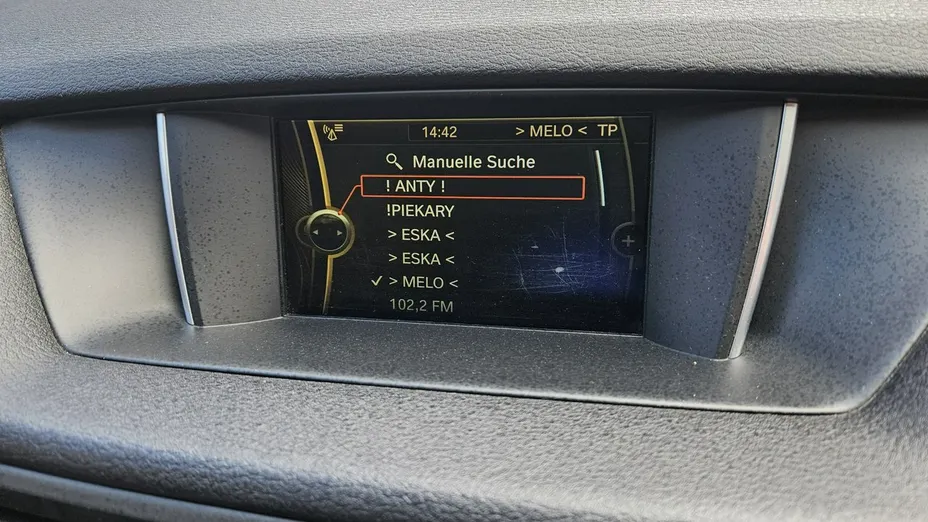 14:42 > MELO < TP
Manuelle Suche
! ANTY !
!PIEKARY
> ESKA <
> ESKA <
✓ > MELO <
102,2 FM